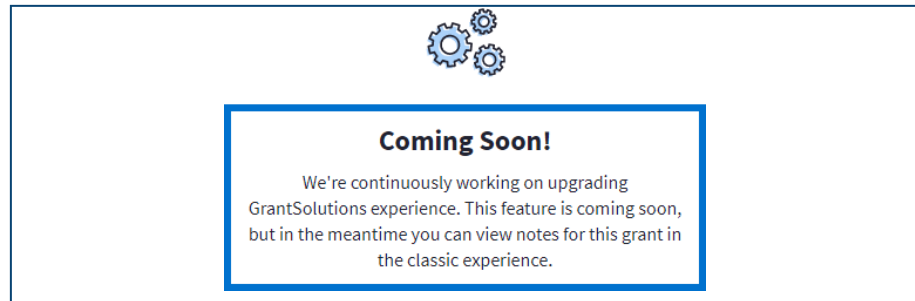 Coming Soon!
We're continuously working on upgrading
GrantSolutions experience. This feature is coming soon,
but in the meantime you can view notes for this grant in
the classic experience.